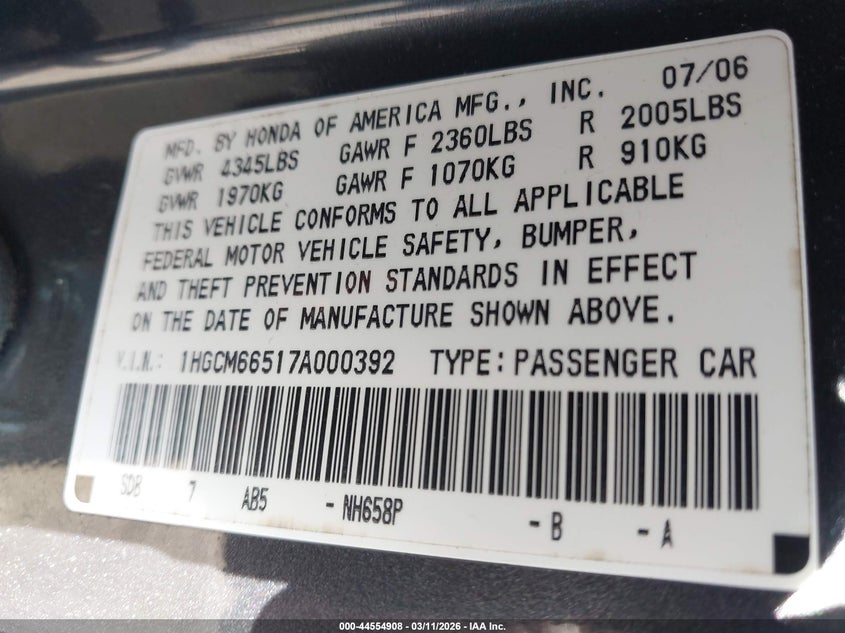 MFD. BY HONDA OF AMERICA MFG., INC. 07/06
GVWR 4345LBS GAWR F 2360LBS R 2005LBS
GVWR 1970KG GAWR F 1070KG R 910KG
THIS VEHICLE CONFORMS TO ALL APPLICABLE
FEDERAL MOTOR VEHICLE SAFETY, BUMPER,
AND THEFT PREVENTION STANDARDS IN EFFECT
ON THE DATE OF MANUFACTURE SHOWN ABOVE.
V.I.N.: 1HGCM66517A000392 TYPE:PASSENGER CAR
SDB 7 AB5 -NH658P -B -A
000-44554908 - 03/11/2026 - IAA Inc.